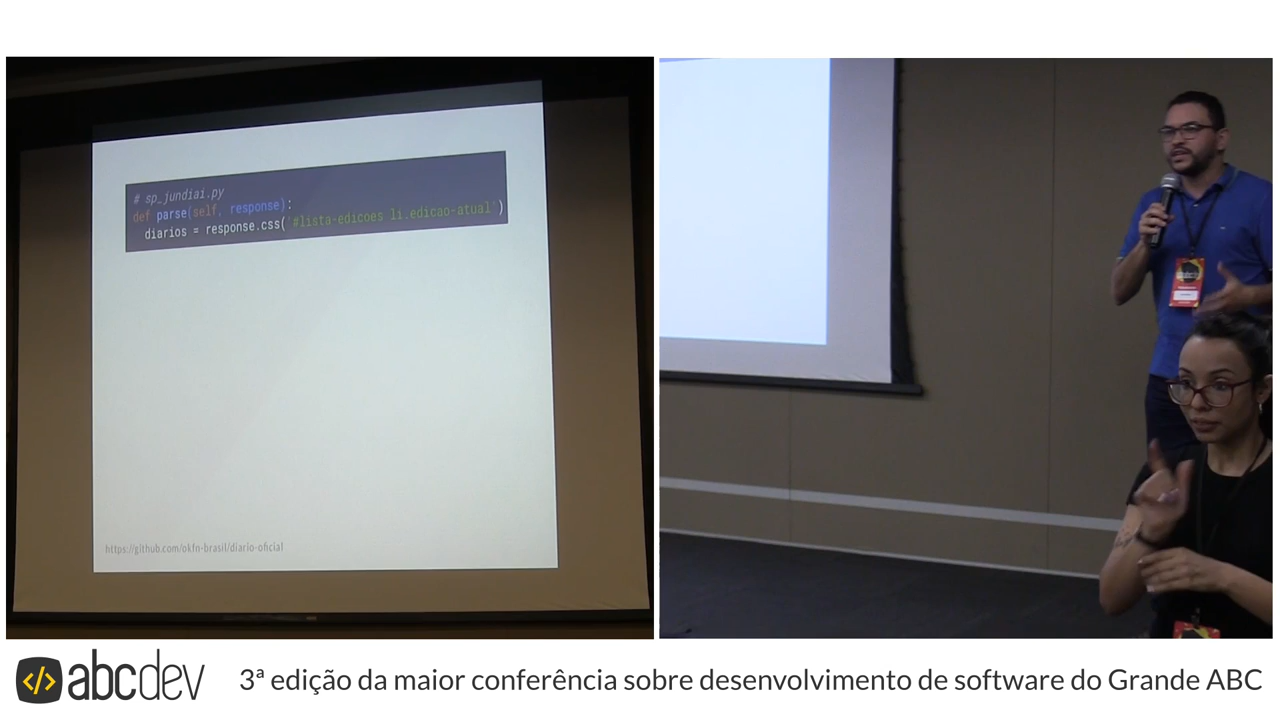 # sp_jundiai.py
def parse(self, response):
diarios = response.css('#lista-edicoes li.edicao-atual')
https://github.com/okfn-brasil/diario-oficial
</> abcdev
3ª edição da maior conferência sobre desenvolvimento de software do Grande ABC